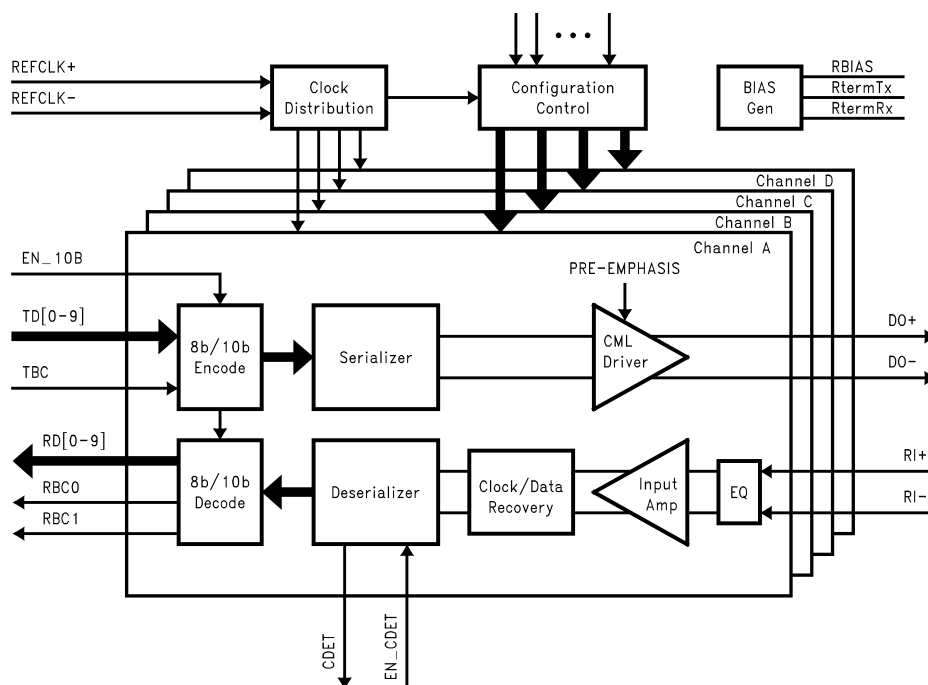 REFCLK+
REFCLK-
Clock
Distribution
Configuration
Control
BIAS
Gen
RBIAS
RtermTx
RtermRx
Channel D
Channel C
Channel B
Channel A
EN_10B
TD[0-9]
TBC
8b/10b
Encode
Serializer
PRE-EMPHASIS
CML
Driver
DO+
DO-
RD[0-9]
RBC0
RBC1
8b/10b
Decode
Deserializer
Clock/Data
Recovery
Input
Amp
EQ
RI+
RI-
CDET
EN_CDET